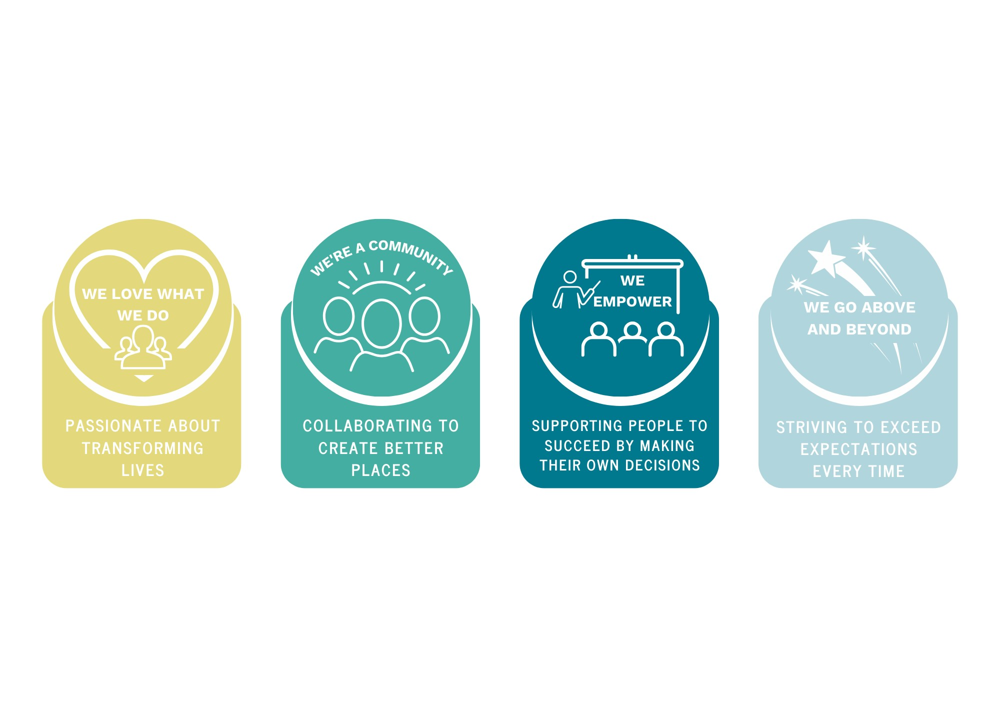 WE LOVE WHAT
WE DO
PASSIONATE ABOUT
TRANSFORMING
LIVES
WE'RE A COMMUNITY
COLLABORATING TO
CREATE BETTER
PLACES
WE
EMPOWER
SUPPORTING PEOPLE TO
SUCCEED BY MAKING
THEIR OWN DECISIONS
WE GO ABOVE
AND BEYOND
STRIVING TO EXCEED
EXPECTATIONS
EVERY TIME